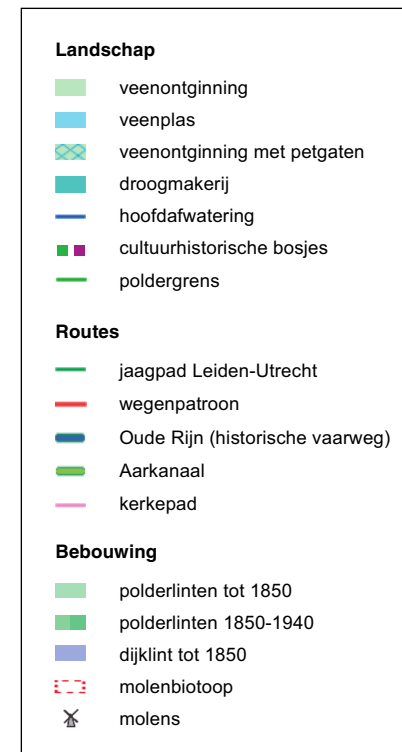 Landschap
veenontginning
veenplas
veenontginning met petgaten
droogmakerij
hoofdafwatering
cultuurhistorische bosjes
poldergrens
Routes
jaagpad Leiden-Utrecht
wegenpatroon
Oude Rijn (historische vaarweg)
Aarkanaal
kerkepad
Bebouwing
polderlinten tot 1850
polderlinten 1850-1940
dijklint tot 1850
molenbiotoop
molens